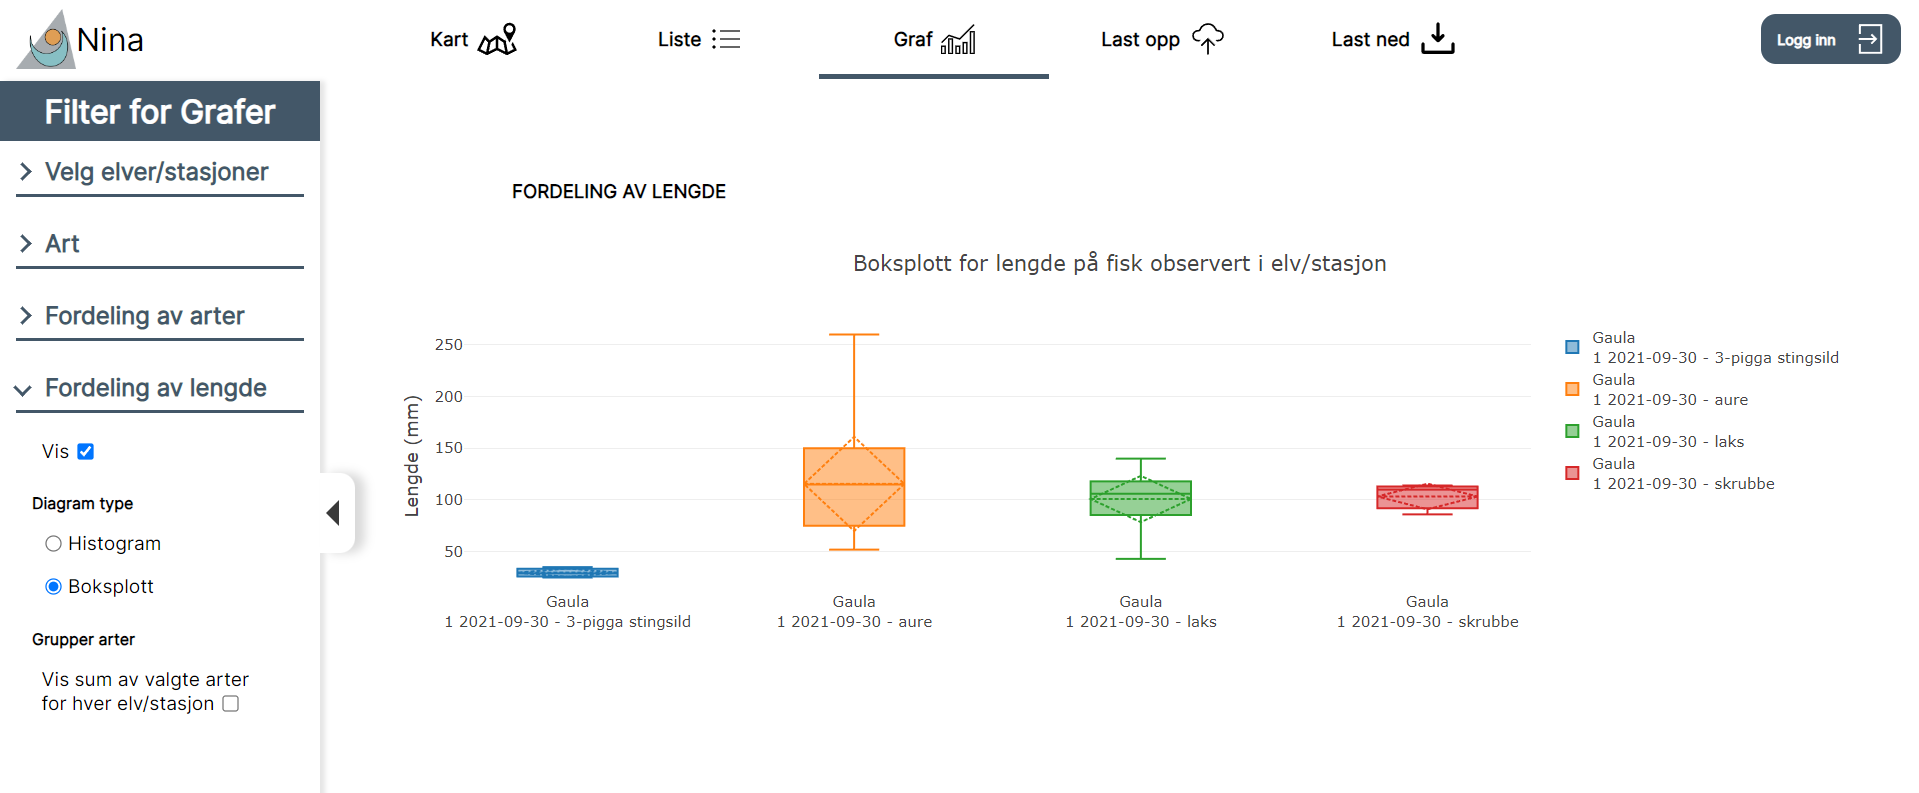 Nina
Kart
Liste
Graf
Last opp
Last ned
Logg inn
Filter for Grafer
Velg elver/stasjoner
Art
Fordeling av arter
Fordeling av lengde
Vis
Diagram type
Histogram
Boksplott
Grupper arter
Vis sum av valgte arter
for hver elv/stasjon
FORDELING AV LENGDE
Boksplott for lengde på fisk observert i elv/stasjon
Lengde (mm)
250
200
150
100
50
Gaula
1 2021-09-30 - 3-pigga stingsild
Gaula
1 2021-09-30 - aure
Gaula
1 2021-09-30 - laks
Gaula
1 2021-09-30 - skrubbe
Gaula
1 2021-09-30 - 3-pigga stingsild
Gaula
1 2021-09-30 - aure
Gaula
1 2021-09-30 - laks
Gaula
1 2021-09-30 - skrubbe